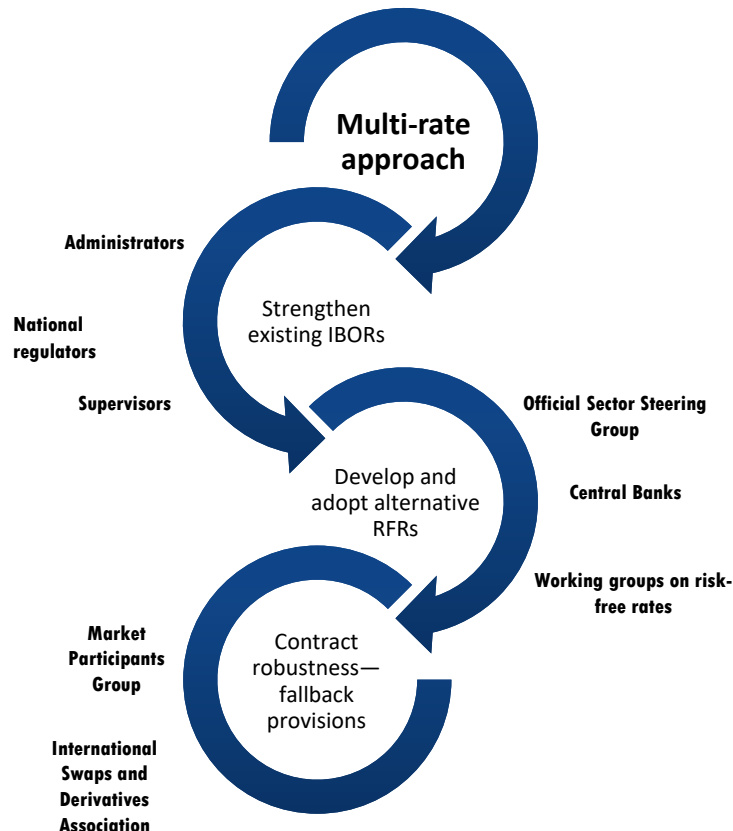 Multi-rate
approach
Administrators
Strengthen
existing IBORs
National
regulators
Supervisors
Official Sector Steering
Group
Develop and
adopt alternative
RFRs
Central Banks
Working groups on risk-
free rates
Market
Participants
Group
Contract
robustness—
fallback
provisions
International
Swaps and
Derivatives
Association